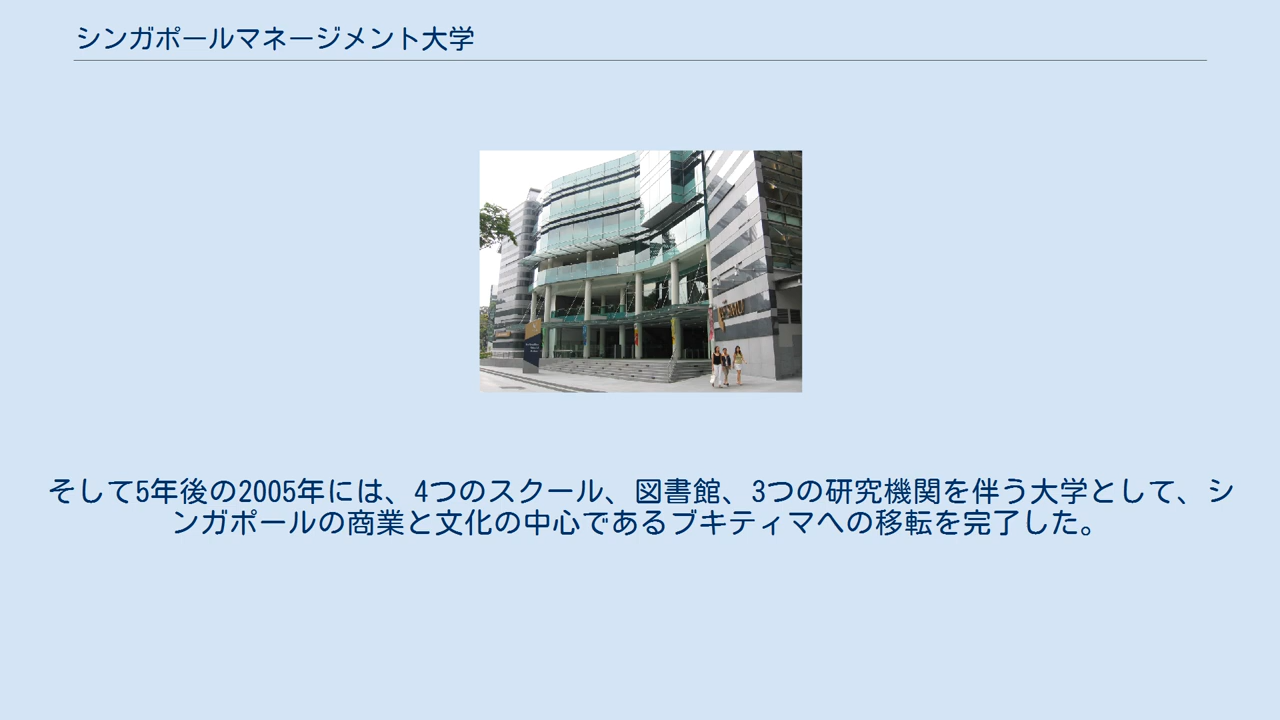 シンガポールマネージメント大学
SMU
そして5年後の2005年には、4つのスクール、図書館、3つの研究機関を伴う大学として、シ
ンガポールの商業と文化の中心であるブキティマへの移転を完了した。